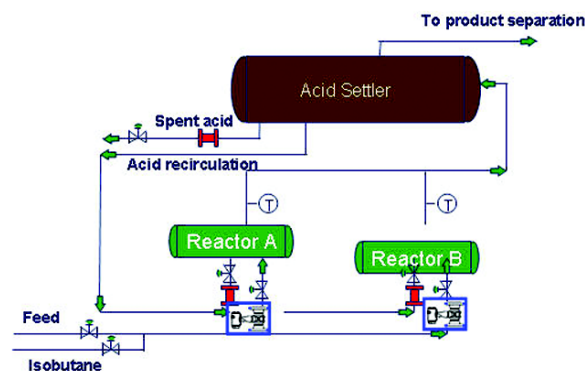 To product separation
Acid Settler
Spent acid
Acid recirculation
T
T
Reactor A
Reactor B
Feed
Isobutane